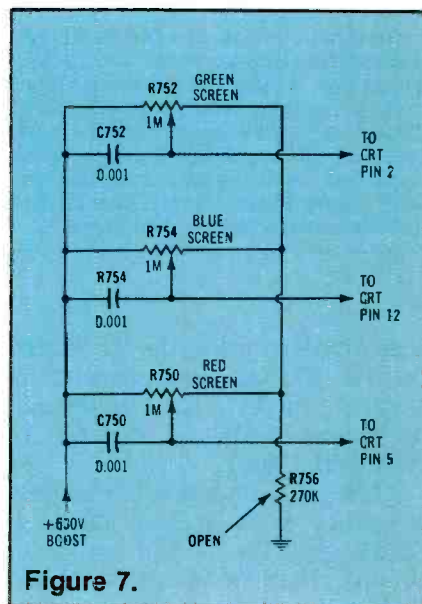 GREEN
SCREEN
R752
1M
C752
0.001
TO
CRT
PIN 2
BLUE
SCREEN
R754
1M
R754
0.001
TO
CRT
PIN 12
RED
SCREEN
R750
1M
C750
0.001
TO
CRT
PIN 5
R756
270K
+600V
BOOST
OPEN
Figure 7.